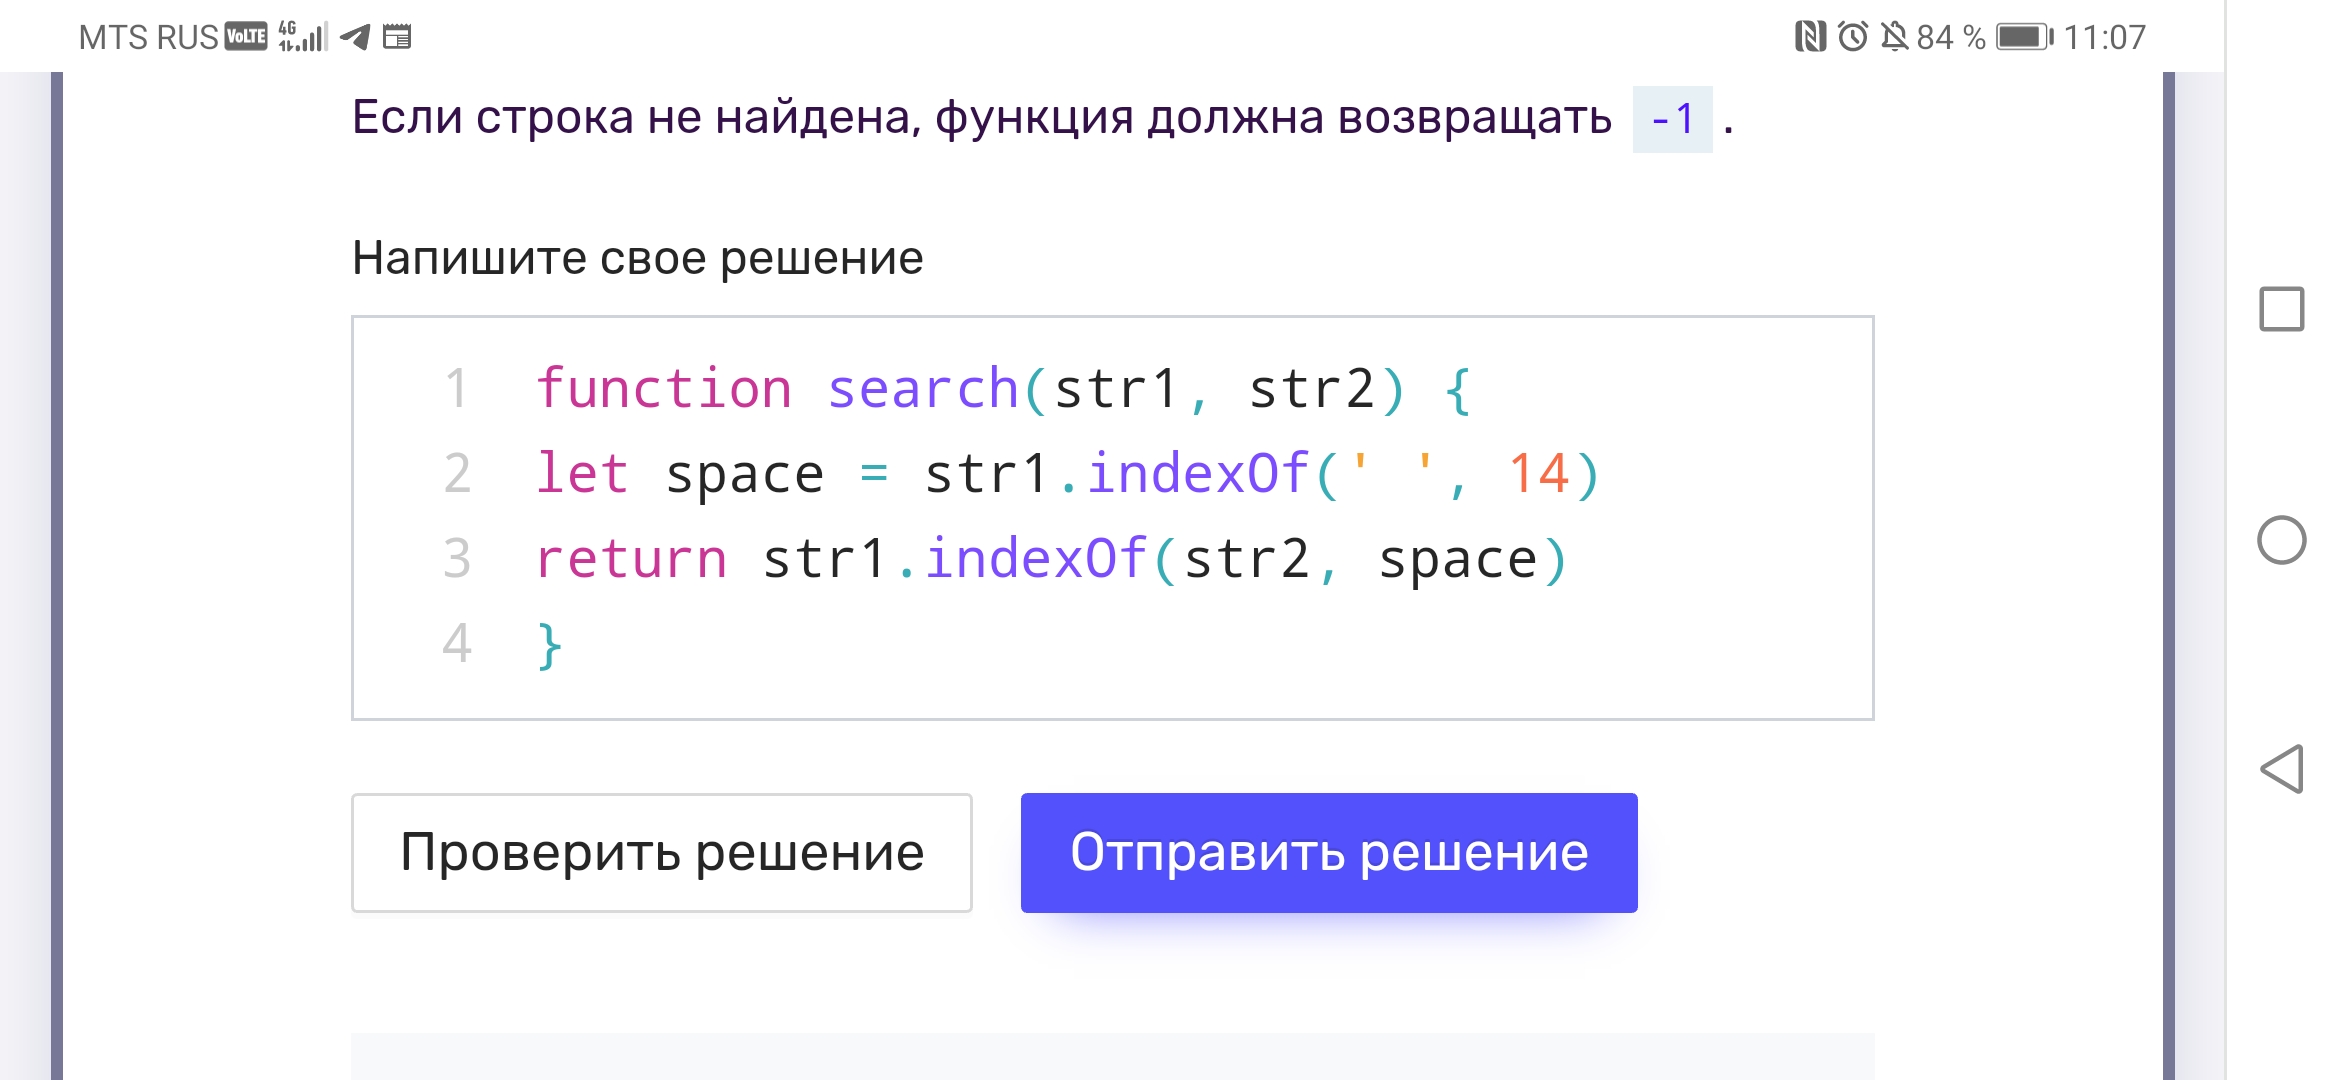 MTS RUS VoLTE 4G 84 % 11:07
Если строка не найдена, функция должна возвращать -1 .
Напишите свое решение
1 function search(str1, str2) {
2 let space = str1.indexOf(' ', 14)
3 return str1.indexOf(str2, space)
4 }
Проверить решение Отправить решение